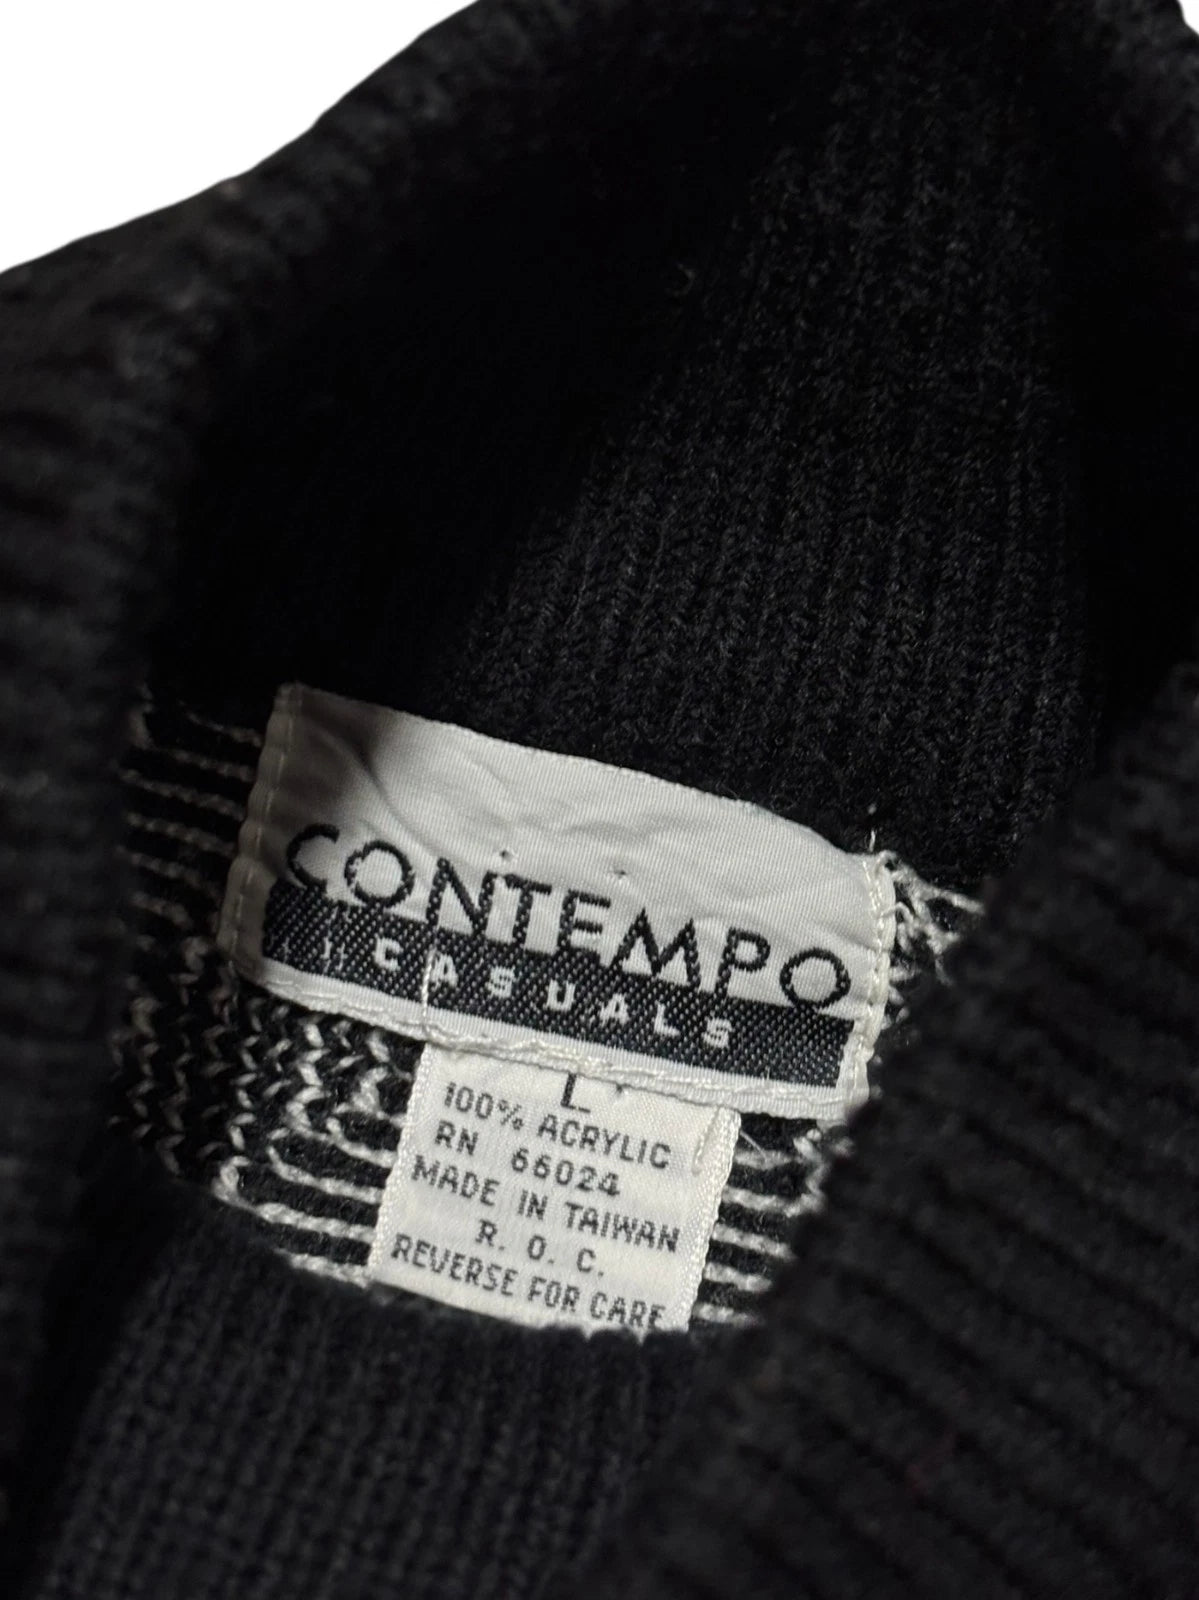 CONTEMPO
CASUALS
L
100% ACRYLIC
RN 66024
MADE IN TAIWAN
R. O. C.
REVERSE FOR CARE